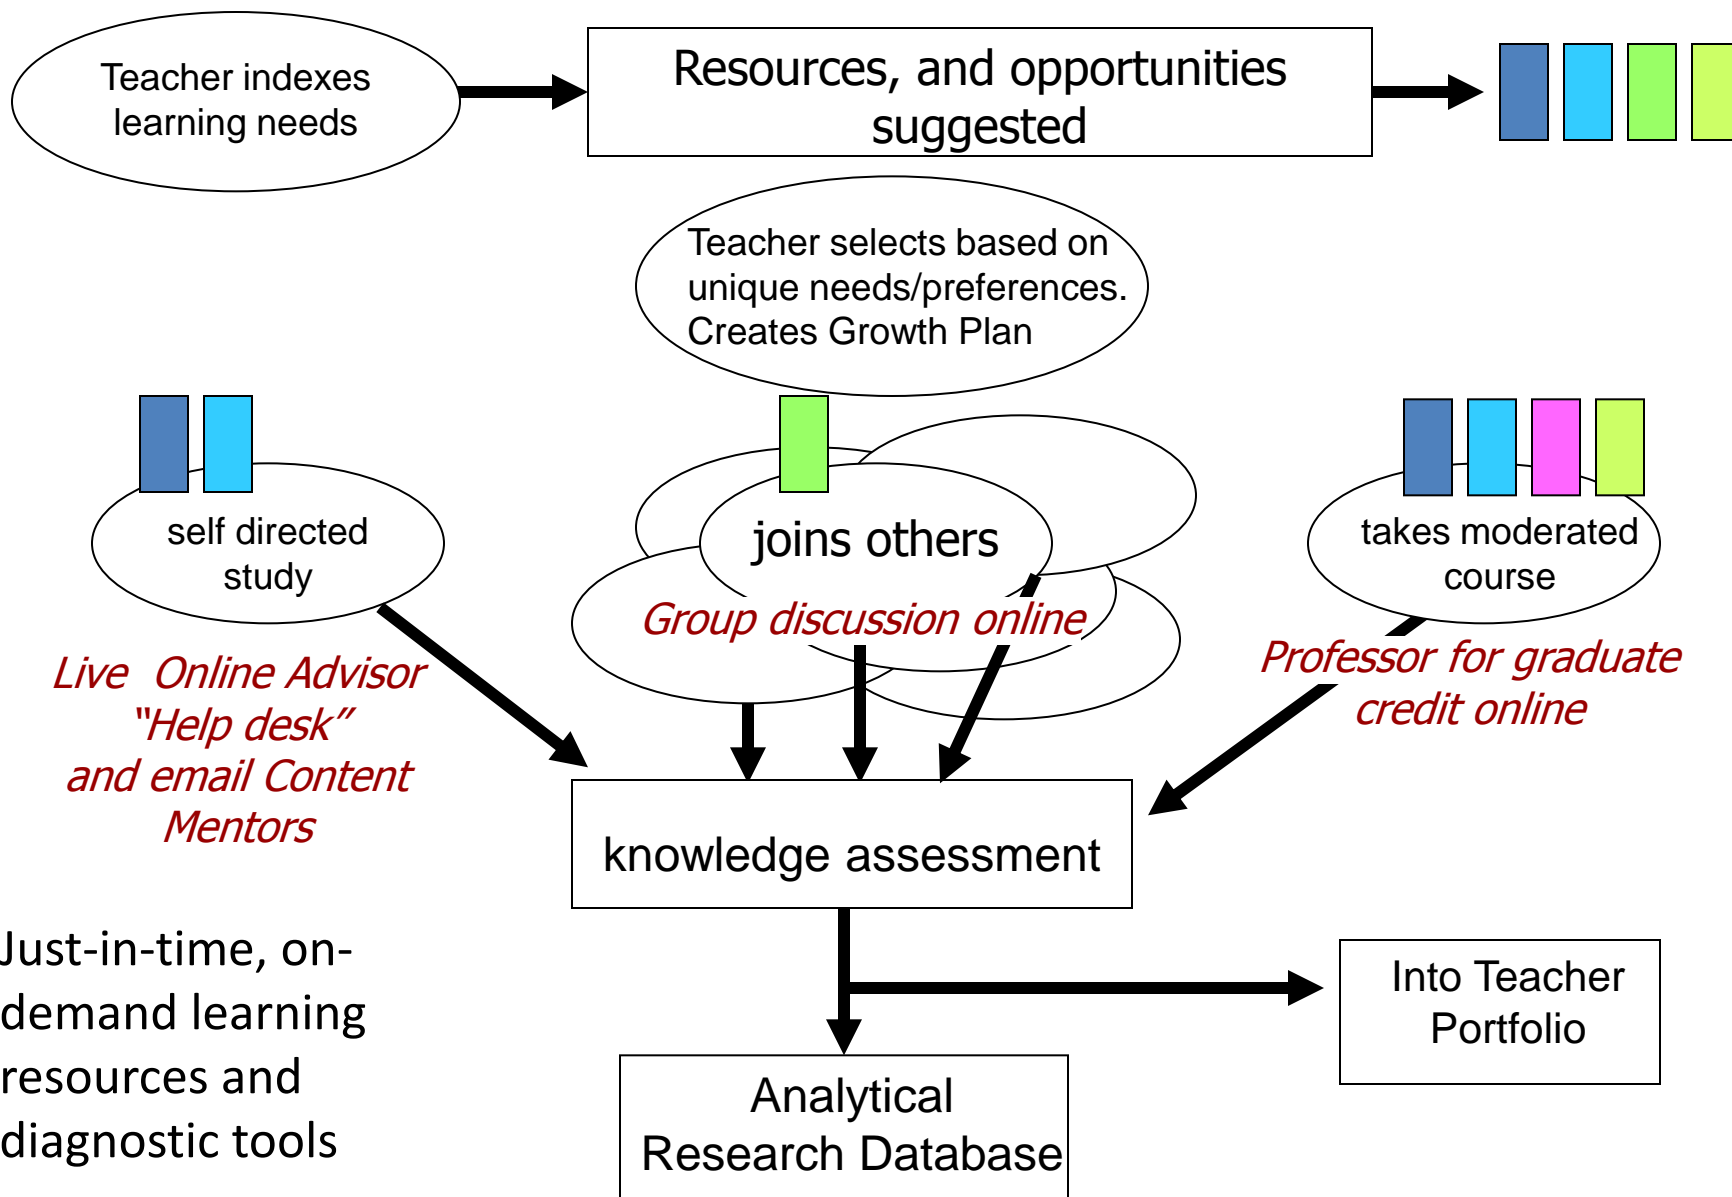 Teacher indexes
learning needs
Resources, and opportunities
suggested
Teacher selects based on
unique needs/preferences.
Creates Growth Plan
self directed
study
joins others
takes moderated
course
Group discussion online
Live  Online Advisor
“Help desk”
and email Content
Mentors
Professor for graduate
credit online
knowledge assessment
Just-in-time, on-
demand learning
resources and
diagnostic tools
Into Teacher
Portfolio
Analytical
Research Database